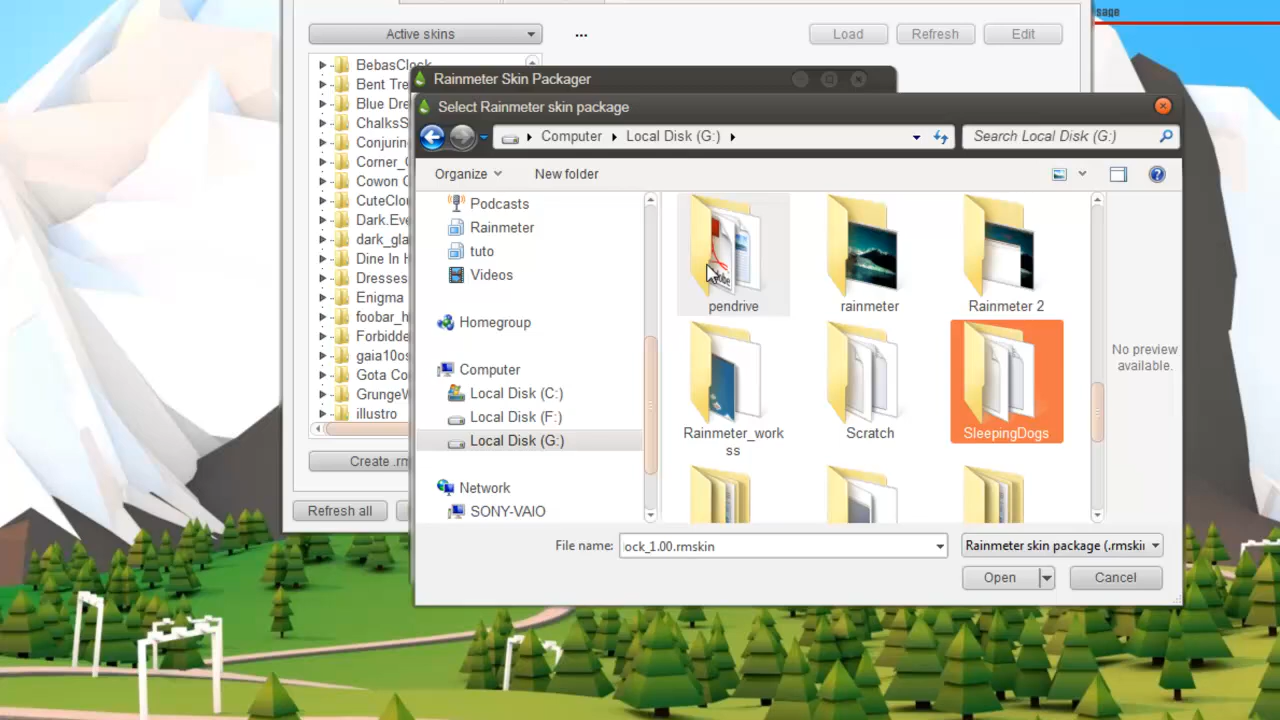 sage
Active skins
...
Load
Refresh
Edit
BebasClock
Bent Tre
Blue Dre
ChalksS
Conjurin
Corner_
Cowon C
CuteClou
Dark.Eve
dark_gla
Dine In H
Dresses
Enigma
foobar_h
Forbidde
gaia10os
Gota Co
GrungeW
illustro
Create .rm
Refresh all
Rainmeter Skin Packager
Select Rainmeter skin package
Computer
Local Disk (G:)
Search Local Disk (G:)
Organize
New folder
Podcasts
Rainmeter
tuto
Videos
Homegroup
Computer
Local Disk (C:)
Local Disk (F:)
Local Disk (G:)
Network
SONY-VAIO
pendrive
rainmeter
Rainmeter 2
Rainmeter_work
ss
Scratch
SleepingDogs
No preview
available.
File name:
ock_1.00.rmskin
Rainmeter skin package (.rmski
Open
Cancel